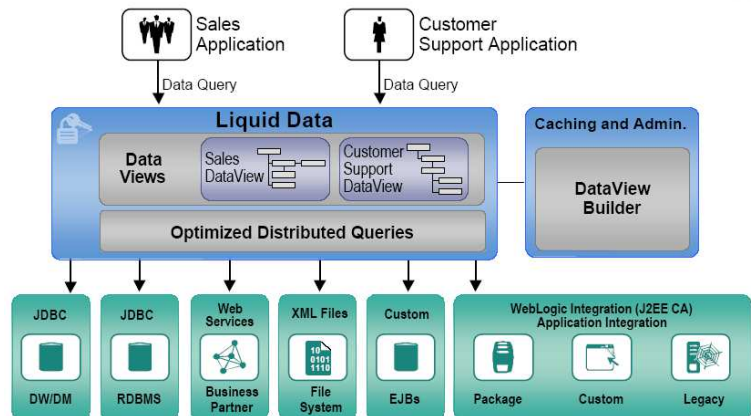 Sales
Application
Customer
Support Application
Data Query
Data Query
Liquid Data
Data
Views
Sales
DataView
Customer
Support
DataView
Optimized Distributed Queries
Caching and Admin.
DataView
Builder
JDBC
DW/DM
JDBC
RDBMS
Web
Services
Business
Partner
XML Files
10
0101
1110
File
System
Custom
EJBs
WebLogic Integration (J2EE CA)
Application Integration
Package
Custom
Legacy